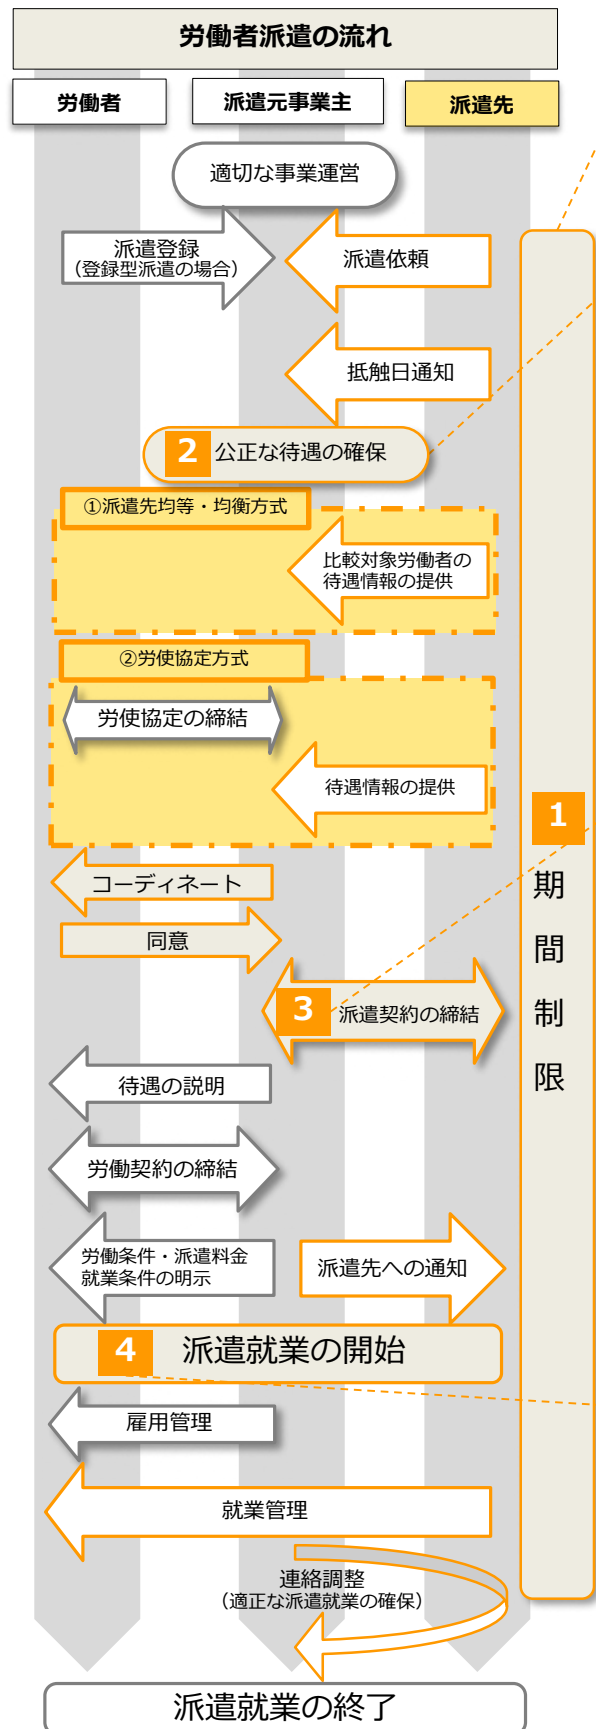 労働者派遣の流れ
労働者
派遣元事業主
派遣先
適切な事業運営
派遣登録
(登録型派遣の場合)
派遣依頼
抵触日通知
2 公正な待遇の確保
①派遣先均等・均衡方式
比較対象労働者の
待遇情報の提供
②労使協定方式
労使協定の締結
待遇情報の提供
1
期間制限
コーディネート
同意
3 派遣契約の締結
待遇の説明
労働契約の締結
労働条件・派遣料金
就業条件の明示
派遣先への通知
4 派遣就業の開始
雇用管理
就業管理
連絡調整
(適正な派遣就業の確保)
派遣就業の終了